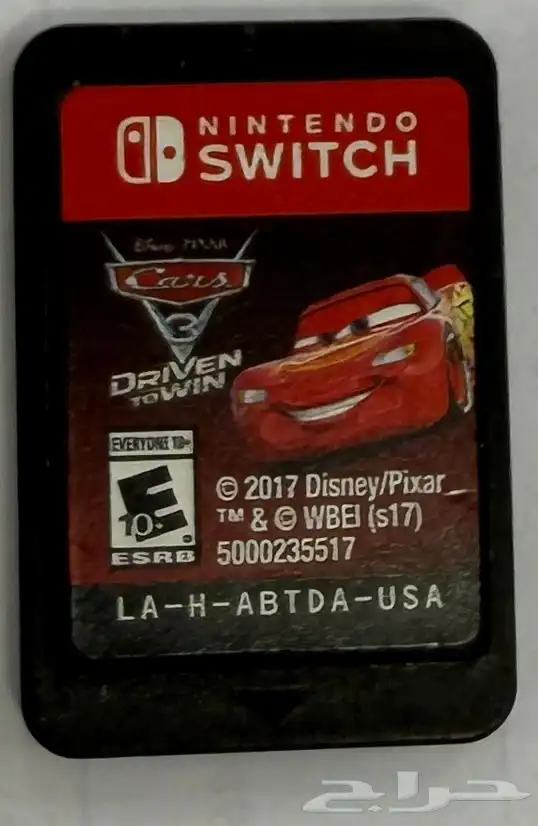 NINTENDO
SWITCH
Disney PIXAR
Cars
3
DRIVEN
TO WIN
EVERYONE 10+
E
10+
ESRB
© 2017 Disney/Pixar
™ & © WBEI (s17)
5000235517
LA-H-ABTDA-USA
حراج